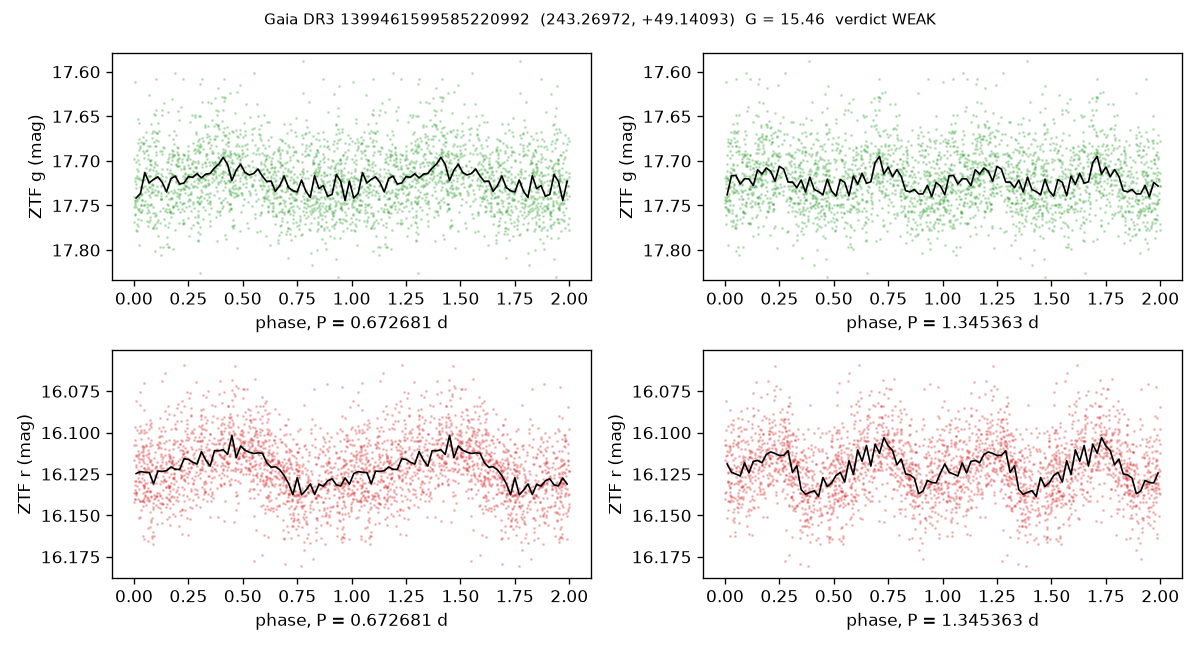 Gaia DR3 1399461599585220992 (243.26972, +49.14093) G = 15.46 verdict WEAK
ZTF g (mag)
17.60
17.65
17.70
17.75
17.80
0.00 0.25 0.50 0.75 1.00 1.25 1.50 1.75 2.00
phase, P = 0.672681 d
ZTF g (mag)
17.60
17.65
17.70
17.75
17.80
0.00 0.25 0.50 0.75 1.00 1.25 1.50 1.75 2.00
phase, P = 1.345363 d
ZTF r (mag)
16.075
16.100
16.125
16.150
16.175
0.00 0.25 0.50 0.75 1.00 1.25 1.50 1.75 2.00
phase, P = 0.672681 d
ZTF r (mag)
16.075
16.100
16.125
16.150
16.175
0.00 0.25 0.50 0.75 1.00 1.25 1.50 1.75 2.00
phase, P = 1.345363 d